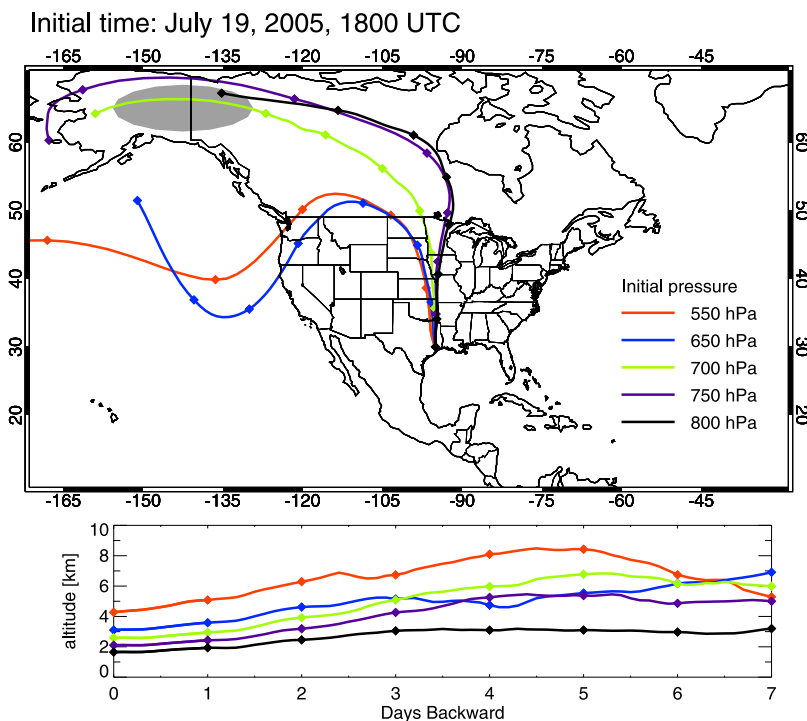 Initial time: July 19, 2005, 1800 UTC
-165 -150 -135 -120 -105 -90 -75 -60 -45
60 60
50 50
40 40
30 30
20 20
Initial pressure
550 hPa
650 hPa
700 hPa
750 hPa
800 hPa
-165 -150 -135 -120 -105 -90 -75 -60 -45
10
8
6
4
2
0
altitude [km]
0 1 2 3 4 5 6 7
Days Backward